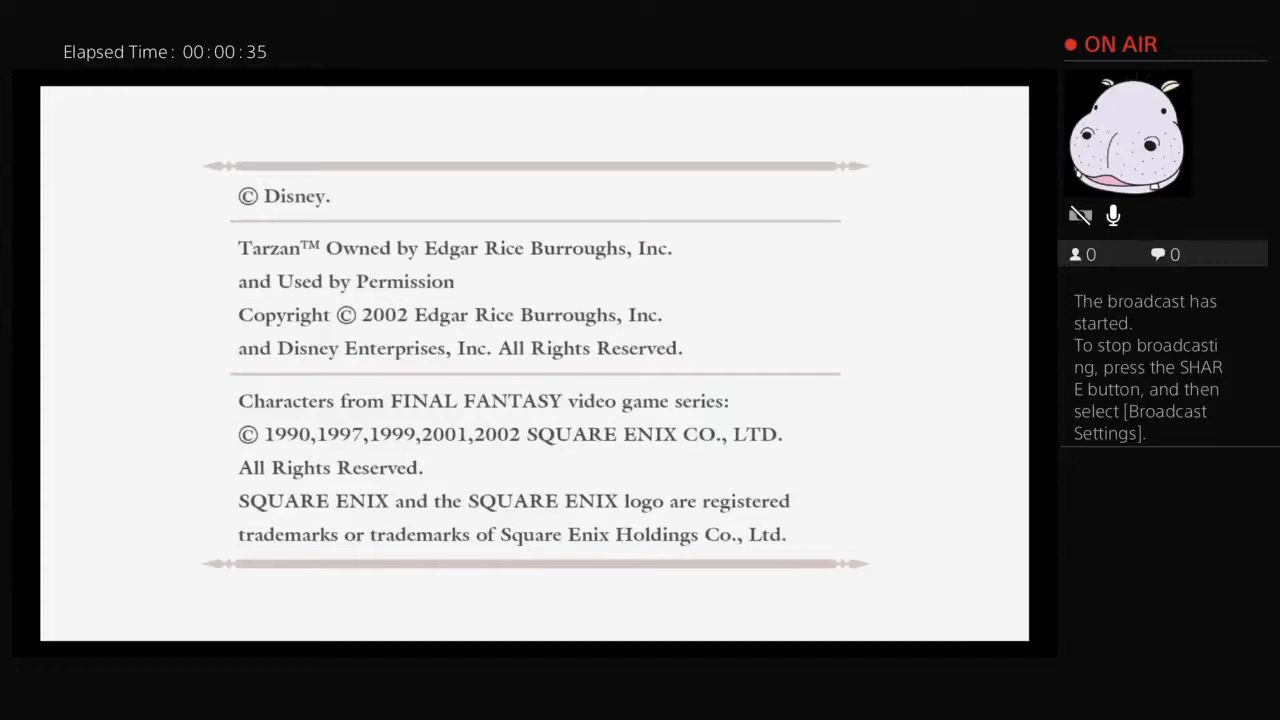 Elapsed Time: 00:00:35
ON AIR
© Disney.
Tarzan™ Owned by Edgar Rice Burroughs, Inc.
and Used by Permission
Copyright © 2002 Edgar Rice Burroughs, Inc.
and Disney Enterprises, Inc. All Rights Reserved.
Characters from FINAL FANTASY video game series:
© 1990,1997,1999,2001,2002 SQUARE ENIX CO., LTD.
All Rights Reserved.
SQUARE ENIX and the SQUARE ENIX logo are registered
trademarks or trademarks of Square Enix Holdings Co., Ltd.
0 0
The broadcast has
started.
To stop broadcasti
ng, press the SHAR
E button, and then
select [Broadcast
Settings].